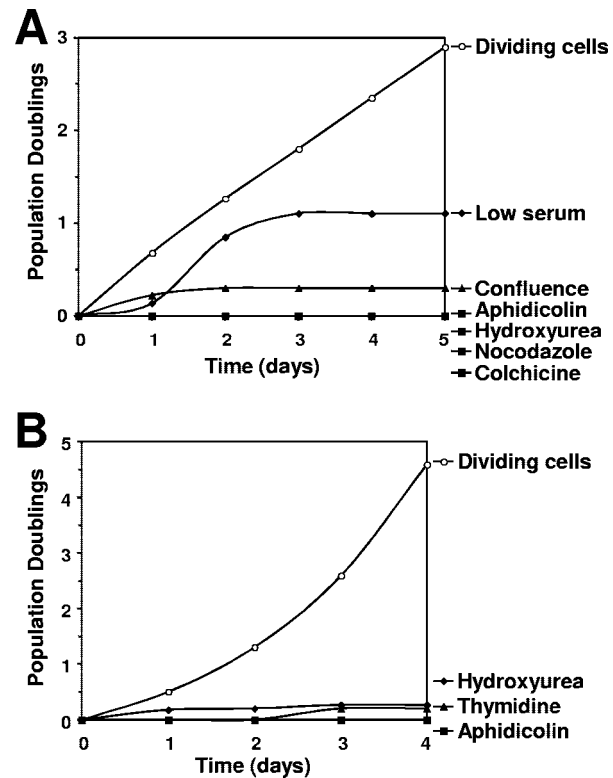 A
3
Dividing cells
2
Population Doublings
Low serum
1
Confluence
Aphidicolin
0
Hydroxyurea
0 1 2 3 4 5
Nocodazole
Time (days)
Colchicine
B
5
Dividing cells
4
3
Population Doublings
2
1
Hydroxyurea
Thymidine
0
Aphidicolin
0 1 2 3 4
Time (days)